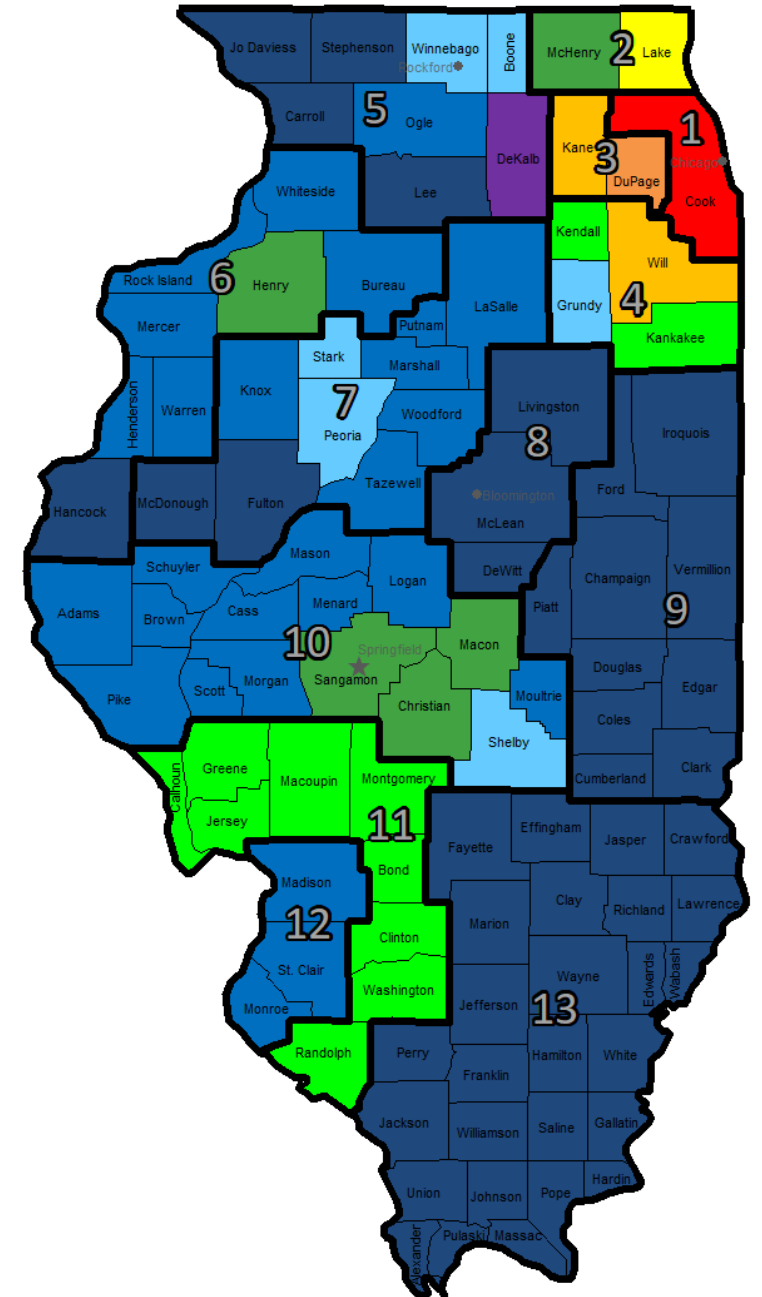 Jo Daviess
Stephenson
Winnebago
Rockford
Boone
McHenry
2
Lake
Carroll
5
Ogle
DeKalb
Kane
3
DuPage
1
Chicago
Cook
Whiteside
Lee
Kendall
Will
Rock Island
6
Henry
Bureau
LaSalle
Grundy
4
Mercer
Putnam
Kankakee
Stark
Marshall
Henderson
Warren
Knox
7
Peoria
Woodford
Livingston
8
Iroquois
Hancock
McDonough
Fulton
Tazewell
Bloomington
McLean
Ford
Mason
Schuyler
Logan
DeWitt
Champaign
Vermillion
9
Adams
Brown
Cass
Menard
Piatt
10
Springfield
Sangamon
Macon
Douglas
Edgar
Pike
Scott
Morgan
Christian
Moultrie
Coles
Shelby
Calhoun
Greene
Macoupin
Montgomery
Cumberland
Clark
Jersey
11
Effingham
Jasper
Crawford
Fayette
Bond
Madison
12
Clay
Richland
Lawrence
Marion
Clinton
St. Clair
Wayne
Edwards
Wabash
Washington
Monroe
Jefferson
13
Randolph
Perry
Hamilton
White
Franklin
Jackson
Williamson
Saline
Gallatin
Union
Johnson
Pope
Hardin
Alexander
Pulaski
Massac